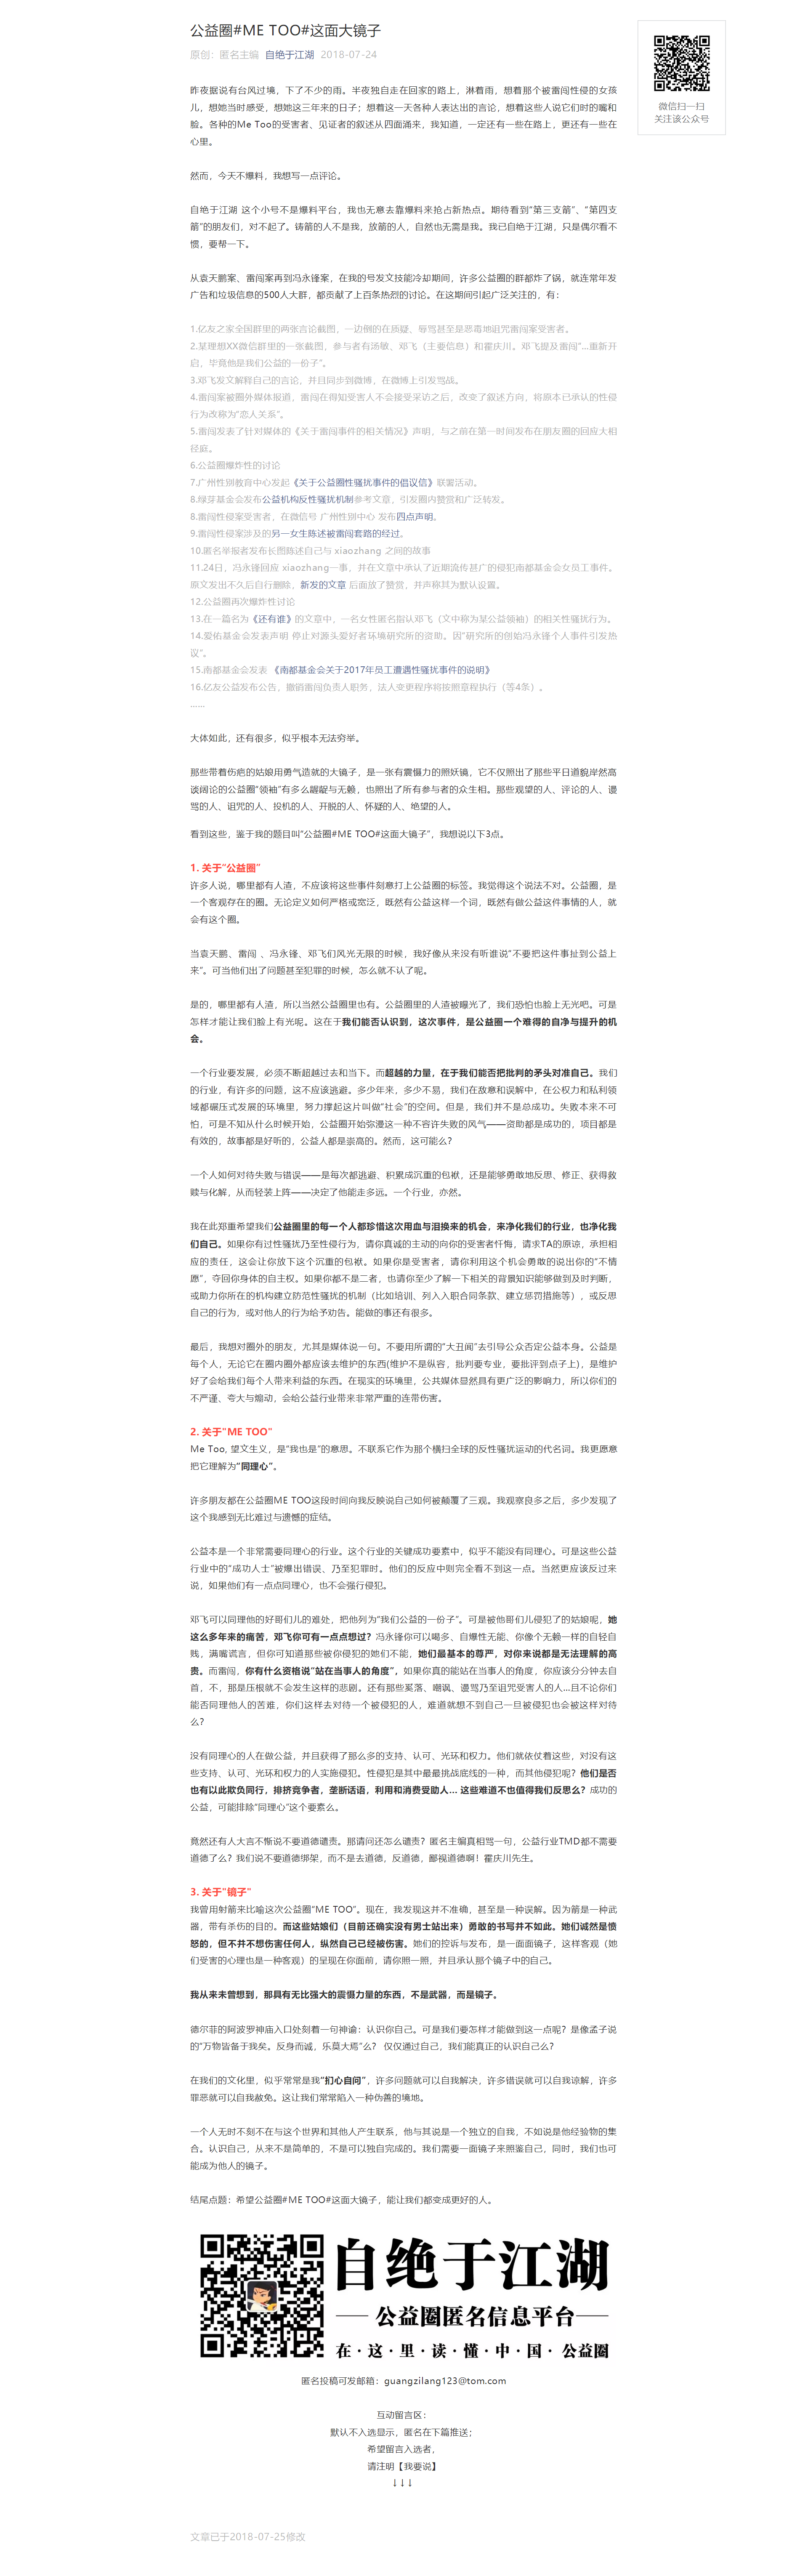 公益圈#ME TOO#这面大镜子
原创： 匿名主编 自绝于江湖 2018-07-24
微信扫一扫
关注该公众号
昨夜据说有台风过境，下了不少的雨。半夜独自走在回家的路上，淋着雨，想着那个被雷闯性侵的女孩
儿，想她当时感受，想她这三年来的日子；想着这一天各种人表达出的言论，想着这些人说它们时的嘴和
脸。各种的Me Too的受害者、见证者的叙述从四面涌来，我知道，一定还有一些在路上，更还有一些在
心里。
然而，今天不爆料，我想写一点评论。
自绝于江湖 这个小号不是爆料平台，我也无意去靠爆料来抢占新热点。期待看到“第三支箭”、“第四支
箭”的朋友们，对不起了。铸箭的人不是我，放箭的人，自然也无需是我。我已自绝于江湖，只是偶尔看不
惯，要帮一下。
从袁天鹏案、雷闯案再到冯永锋案，在我的号发文技能冷却期间，许多公益圈的群都炸了锅，就连常年发
广告和垃圾信息的500人大群，都贡献了上百条热烈的讨论。在这期间引起广泛关注的，有：
1.亿友之家全国群里的两张言论截图，一边倒的在质疑、辱骂甚至是恶毒地诅咒雷闯案受害者。
2.某理想XX微信群里的一张截图，参与者有汤敏、邓飞（主要信息）和霍庆川。邓飞提及雷闯“...重新开
启，毕竟他是我们公益的一份子”。
3.邓飞发文解释自己的言论，并且同步到微博，在微博上引发骂战。
4.雷闯案被圈外媒体报道，雷闯在得知受害人不会接受采访之后，改变了叙述方向，将原本已承认的性侵
行为改称为“恋人关系”。
5.雷闯发表了针对媒体的《关于雷闯事件的相关情况》声明，与之前在第一时间发布在朋友圈的回应大相
径庭。
6.公益圈爆炸性的讨论
7.广州性别教育中心发起《关于公益圈性骚扰事件的倡议信》联署活动。
8.绿芽基金会发布公益机构反性骚扰机制参考文章，引发圈内赞赏和广泛转发。
8.雷闯性侵案受害者，在微信号 广州性别中心 发布四点声明。
9.雷闯性侵案涉及的另一女生陈述被雷闯套路的经过。
10.匿名举报者发布长图陈述自己与 xiaozhang 之间的故事
11.24日，冯永锋回应 xiaozhang一事，并在文章中承认了近期流传甚广的侵犯南都基金会女员工事件。
原文发出不久后自行删除，新发的文章 后面放了赞赏，并声称其为默认设置。
12.公益圈再次爆炸性讨论
13.在一篇名为《还有谁》的文章中，一名女性匿名指认邓飞（文中称为某公益领袖）的相关性骚扰行为。
14.爱佑基金会发表声明 停止对源头爱好者环境研究所的资助。因“研究所的创始冯永锋个人事件引发热
议”。
15.南都基金会发表 《南都基金会关于2017年员工遭遇性骚扰事件的说明》
16.亿友公益发布公告，撤销雷闯负责人职务，法人变更程序将按照章程执行（等4条）。
......
大体如此，还有很多，似乎根本无法穷举。
那些带着伤疤的姑娘用勇气造就的大镜子，是一张有震慑力的照妖镜，它不仅照出了那些平日道貌岸然高
谈阔论的公益圈“领袖”有多么龌龊与无赖，也照出了所有参与者的众生相。那些观望的人、评论的人、谩
骂的人、诅咒的人、投机的人、开脱的人、怀疑的人、绝望的人。
看到这些，鉴于我的题目叫“公益圈#ME TOO#这面大镜子”，我想说以下3点。
1. 关于“公益圈”
许多人说，哪里都有人渣，不应该将这些事件刻意打上公益圈的标签。我觉得这个说法不对。公益圈，是
一个客观存在的圈。无论定义如何严格或宽泛，既然有公益这样一个词，既然有做公益这件事情的人，就
会有这个圈。
当袁天鹏、雷闯 、冯永锋、邓飞们风光无限的时候，我好像从来没有听谁说“不要把这件事扯到公益上
来”。可当他们出了问题甚至犯罪的时候，怎么就不认了呢。
是的，哪里都有人渣，所以当然公益圈里也有。公益圈里的人渣被曝光了，我们恐怕也脸上无光吧。可是
怎样才能让我们脸上有光呢。这在于我们能否认识到，这次事件，是公益圈一个难得的自净与提升的机
会。
一个行业要发展，必须不断超越过去和当下。而超越的力量，在于我们能否把批判的矛头对准自己。我们
的行业，有许多的问题，这不应该逃避。多少年来，多少不易，我们在敌意和误解中，在公权力和私利领
域都碾压式发展的环境里，努力撑起这片叫做“社会”的空间。但是，我们并不是总成功。失败本来不可
怕，可是不知从什么时候开始，公益圈开始弥漫这一种不容许失败的风气——资助都是成功的，项目都是
有效的，故事都是好听的，公益人都是崇高的。然而，这可能么？
一个人如何对待失败与错误——是每次都逃避、积累成沉重的包袱，还是能够勇敢地反思、修正、获得救
赎与化解，从而轻装上阵——决定了他能走多远。一个行业，亦然。
我在此郑重希望我们公益圈里的每一个人都珍惜这次用血与泪换来的机会，来净化我们的行业，也净化我
们自己。如果你有过性骚扰乃至性侵行为，请你真诚的主动的向你的受害者忏悔，请求TA的原谅，承担相
应的责任，这会让你放下这个沉重的包袱。如果你是受害者，请你利用这个机会勇敢的说出你的“不情
愿”，夺回你身体的自主权。如果你都不是二者，也请你至少了解一下相关的背景知识能够做到及时判断，
或助力你所在的机构建立防范性骚扰的机制（比如培训、列入入职合同条款、建立惩罚措施等），或反思
自己的行为，或对他人的行为给予劝告。能做的事还有很多。
最后，我想对圈外的朋友，尤其是媒体说一句。不要用所谓的“大丑闻”去引导公众否定公益本身。公益是
每个人，无论它在圈内圈外都应该去维护的东西(维护不是纵容，批判要专业，要批评到点子上)，是维护
好了会给我们每个人带来利益的东西。在现实的环境里，公共媒体显然具有更广泛的影响力，所以你们的
不严谨、夸大与煽动，会给公益行业带来非常严重的连带伤害。
2. 关于"ME TOO"
Me Too, 望文生义，是“我也是”的意思。不联系它作为那个横扫全球的反性骚扰运动的代名词。我更愿意
把它理解为“同理心”。
许多朋友都在公益圈ME TOO这段时间向我反映说自己如何被颠覆了三观。我观察良多之后，多少发现了
这个我感到无比难过与遗憾的症结。
公益本是一个非常需要同理心的行业。这个行业的关键成功要素中，似乎不能没有同理心。可是这些公益
行业中的“成功人士”被爆出错误、乃至犯罪时。他们的反应中则完全看不到这一点。当然更应该反过来
说，如果他们有一点点同理心，也不会强行侵犯。
邓飞可以同理他的好哥们儿的难处，把他列为“我们公益的一份子”。可是被他哥们儿侵犯了的姑娘呢，她
这么多年来的痛苦，邓飞你可有一点点想过？冯永锋你可以喝多、自爆性无能、你像个无赖一样的自轻自
贱，满嘴谎言，但你可知道那些被你侵犯的她们不能，她们最基本的尊严，对你来说都是无法理解的高
贵。而雷闯，你有什么资格说“站在当事人的角度”，如果你真的能站在当事人的角度，你应该分分钟去自
首，不，那是压根就不会发生这样的悲剧。还有那些奚落、嘲讽、谩骂乃至诅咒受害人的人...且不论你们
能否同理他人的苦难，你们这样去对待一个被侵犯的人，难道就想不到自己一旦被侵犯也会被这样对待
么？
没有同理心的人在做公益，并且获得了那么多的支持、认可、光环和权力。他们就依仗着这些，对没有这
些支持、认可、光环和权力的人实施侵犯。性侵犯是其中最最挑战底线的一种，而其他侵犯呢？他们是否
也有以此欺负同行，排挤竞争者，垄断话语，利用和消费受助人... 这些难道不也值得我们反思么？成功的
公益，可能排除“同理心”这个要素么。
竟然还有人大言不惭说不要道德谴责。那请问还怎么谴责？匿名主编真相骂一句，公益行业TMD都不需要
道德了么？我们说不要道德绑架，而不是去道德，反道德，鄙视道德啊！霍庆川先生。
3. 关于"镜子"
我曾用射箭来比喻这次公益圈“ME TOO”。现在，我发现这并不准确，甚至是一种误解。因为箭是一种武
器，带有杀伤的目的。而这些姑娘们（目前还确实没有男士站出来）勇敢的书写并不如此。她们诚然是愤
怒的，但不并不想伤害任何人，纵然自己已经被伤害。她们的控诉与发布，是一面面镜子，这样客观（她
们受害的心理也是一种客观）的呈现在你面前，请你照一照，并且承认那个镜子中的自己。
我从来未曾想到，那具有无比强大的震慑力量的东西，不是武器，而是镜子。
德尔菲的阿波罗神庙入口处刻着一句神谕：认识你自己。可是我们要怎样才能做到这一点呢？是像孟子说
的“万物皆备于我矣。反身而诚，乐莫大焉”么？ 仅仅通过自己，我们能真正的认识自己么？
在我们的文化里，似乎常常是我“扪心自问”，许多问题就可以自我解决，许多错误就可以自我谅解，许多
罪恶就可以自我赦免。这让我们常常陷入一种伪善的境地。
一个人无时不刻不在与这个世界和其他人产生联系，他与其说是一个独立的自我，不如说是他经验物的集
合。认识自己，从来不是简单的，不是可以独自完成的。我们需要一面镜子来照鉴自己，同时，我们也可
能成为他人的镜子。
结尾点题：希望公益圈#ME TOO#这面大镜子，能让我们都变成更好的人。
自绝于江湖
——公益圈匿名信息平台——
在·这·里·读·懂·中·国·公益圈
匿名投稿可发邮箱：guangzilang123@tom.com
互动留言区：
默认不入选显示，匿名在下篇推送；
希望留言入选者，
请注明【我要说】
↓↓↓
文章已于2018-07-25修改